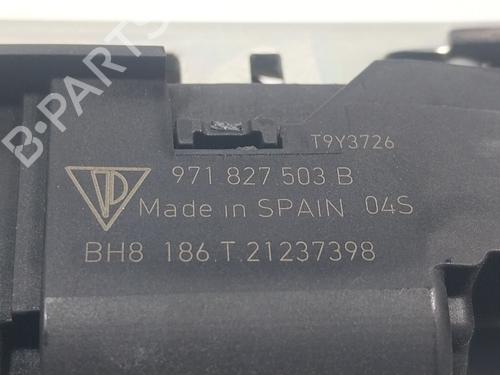 B-PARTS
T9Y3726
971 827 503 B
Made in SPAIN 04S
BH8 186.T.21237398